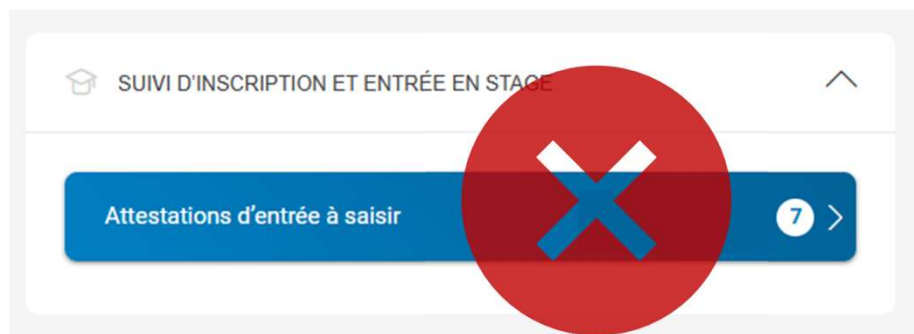 SUIVI D'INSCRIPTION ET ENTRÉE EN STAGE
Attestations d'entrée à saisir
7